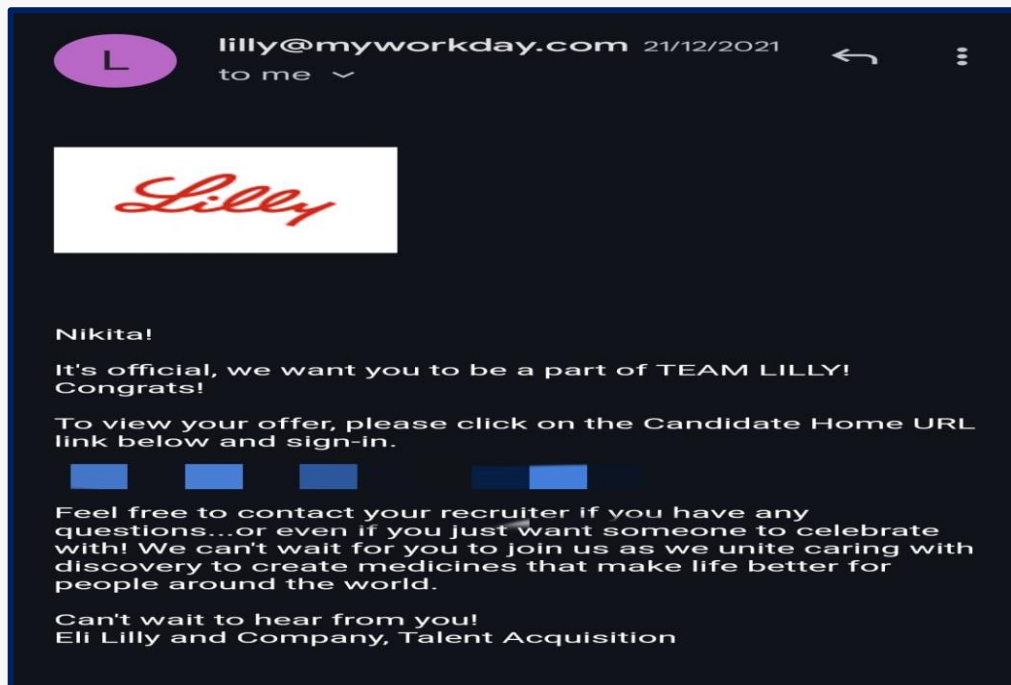 L
lilly@myworkday.com 21/12/2021
to me
Lilly
Nikita!
It's official, we want you to be a part of TEAM LILLY!
Congrats!
To view your offer, please click on the Candidate Home URL
link below and sign-in.
Feel free to contact your recruiter if you have any
questions...or even if you just want someone to celebrate
with! We can't wait for you to join us as we unite caring with
discovery to create medicines that make life better for
people around the world.
Can't wait to hear from you!
Eli Lilly and Company, Talent Acquisition